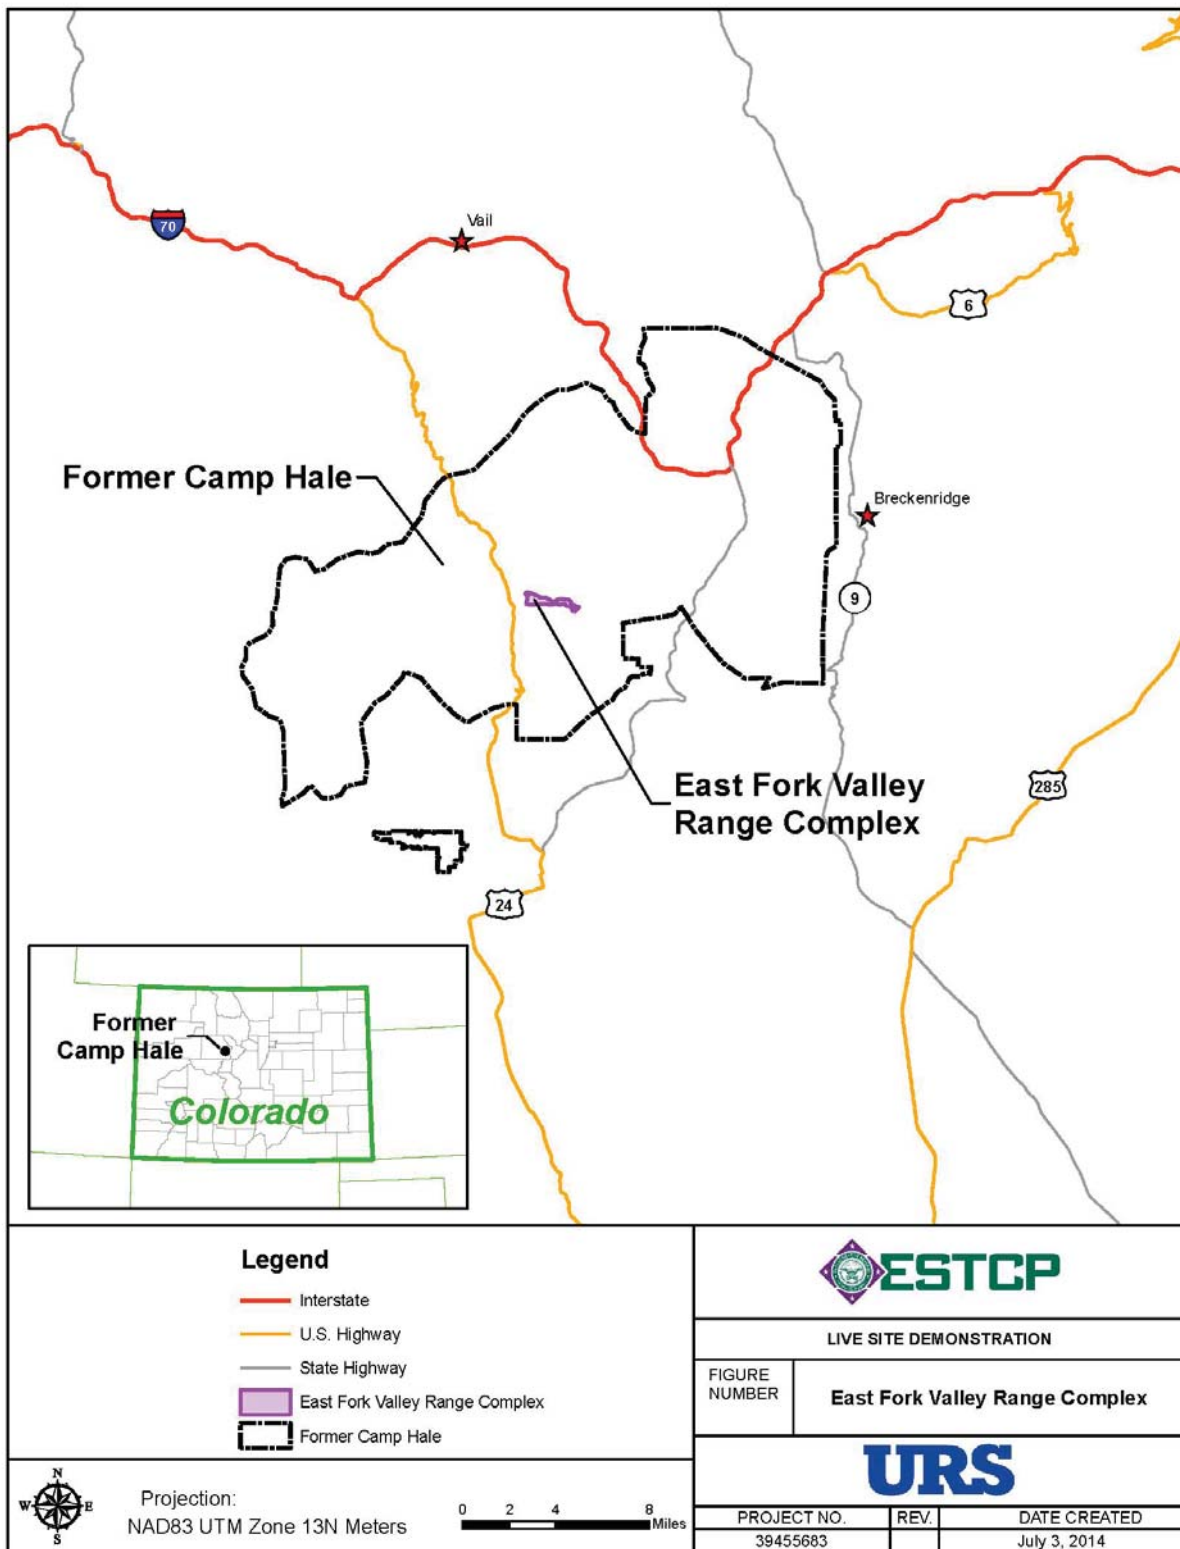 70
Vail
6
Former Camp Hale
Breckenridge
9
East Fork Valley
Range Complex
285
24
Former
Camp Hale
Colorado
Legend
Interstate
U.S. Highway
State Highway
East Fork Valley Range Complex
Former Camp Hale
N
W
E
S
Projection:
NAD83 UTM Zone 13N Meters
0 2 4 8
Miles
ESTCP
LIVE SITE DEMONSTRATION
FIGURE
NUMBER
East Fork Valley Range Complex
URS
PROJECT NO. REV. DATE CREATED
39455683 July 3, 2014